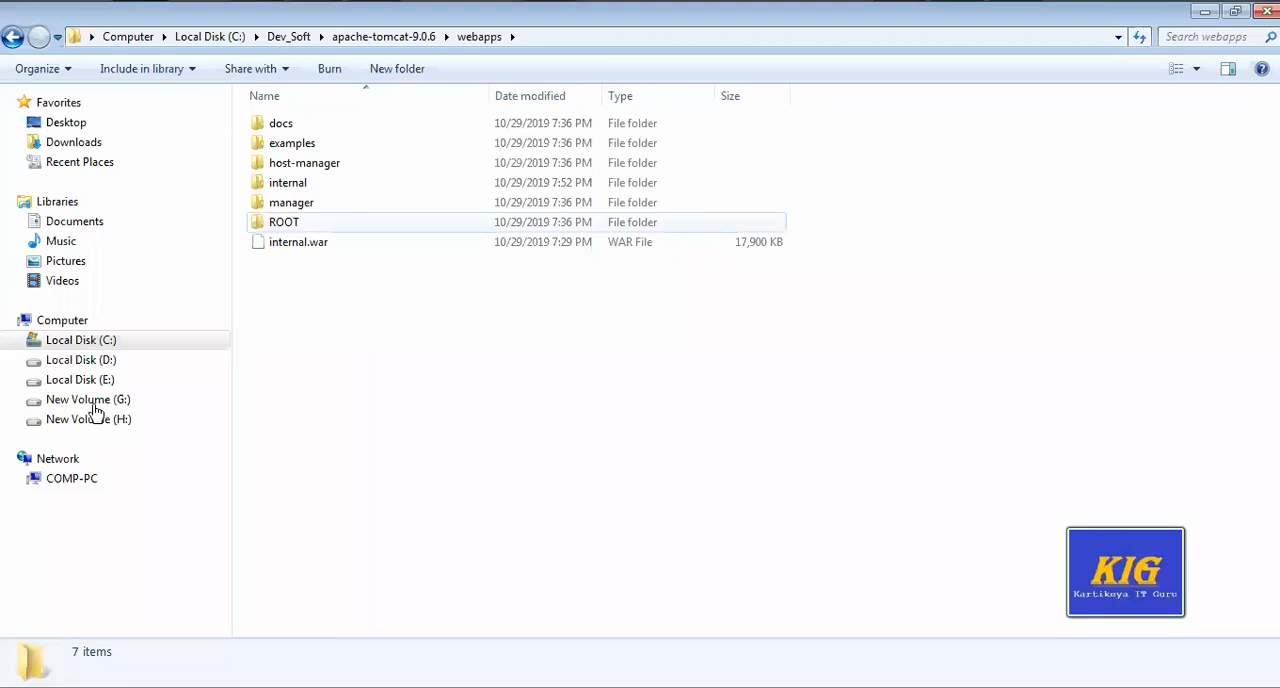 Computer Local Disk (C:) Dev_Soft apache-tomcat-9.0.6 webapps Search webapps
Organize Include in library Share with Burn New folder
Name Date modified Type Size
docs 10/29/2019 7:36 PM File folder
examples 10/29/2019 7:36 PM File folder
host-manager 10/29/2019 7:36 PM File folder
internal 10/29/2019 7:52 PM File folder
manager 10/29/2019 7:36 PM File folder
ROOT 10/29/2019 7:36 PM File folder
internal.war 10/29/2019 7:29 PM WAR File 17,900 KB
Favorites
Desktop
Downloads
Recent Places
Libraries
Documents
Music
Pictures
Videos
Computer
Local Disk (C:)
Local Disk (D:)
Local Disk (E:)
New Volume (G:)
New Volume (H:)
Network
COMP-PC
KIG
Kartikeya IT Guru
7 items